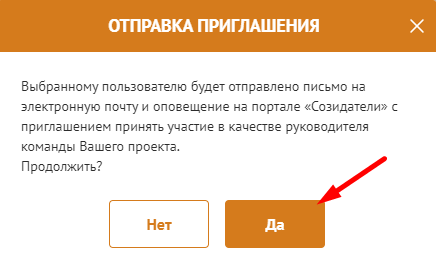 ОТПРАВКА ПРИГЛАШЕНИЯ
Выбранному пользователю будет отправлено письмо на
электронную почту и оповещение на портале «Созидатели» с
приглашением принять участие в качестве руководителя
команды Вашего проекта.
Продолжить?
Нет
Да